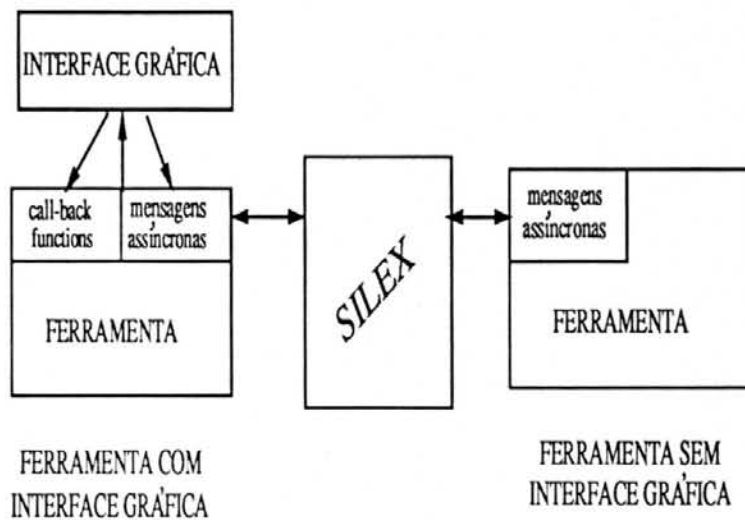 INTERFACE GRÁFICA
call-back
functions
mensagens
assíncronas
FERRAMENTA
SILEX
mensagens
assíncronas
FERRAMENTA
FERRAMENTA COM
INTERFACE GRÁFICA
FERRAMENTA SEM
INTERFACE GRÁFICA